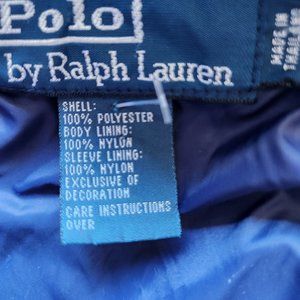 Polo
by Ralph Lauren
MADE IN
THAILAND
SHELL:
100% POLYESTER
BODY LINING:
100% NYLON
SLEEVE LINING:
100% NYLON
EXCLUSIVE OF
DECORATION
CARE INSTRUCTIONS
OVER